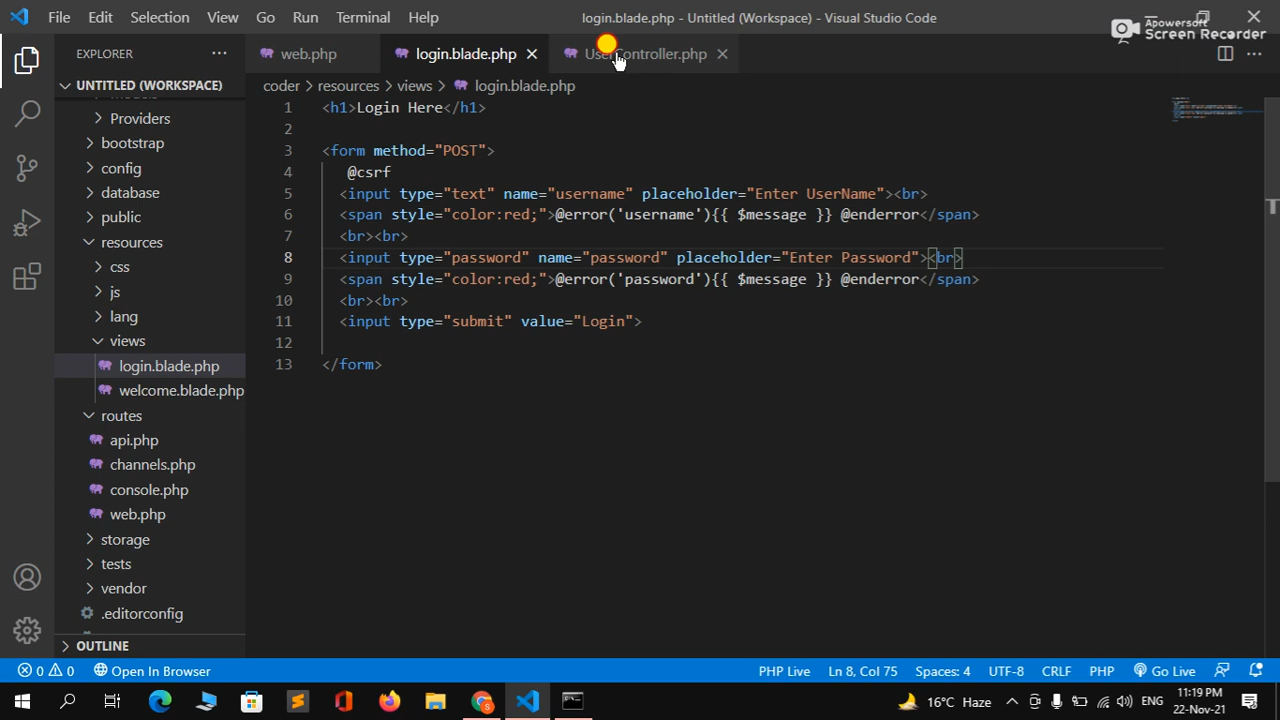 File Edit Selection View Go Run Terminal Help
login.blade.php - Untitled (Workspace) - Visual Studio Code
Apowersoft
Screen Recorder
EXPLORER
web.php
login.blade.php
UserController.php
UNTITLED (WORKSPACE)
coder > resources > views > login.blade.php
Providers
bootstrap
config
database
public
resources
css
js
lang
views
login.blade.php
welcome.blade.php
routes
api.php
channels.php
console.php
web.php
storage
tests
vendor
.editorconfig
OUTLINE
1 <h1>Login Here</h1>
2
3 <form method="POST">
4 @csrf
5 <input type="text" name="username" placeholder="Enter UserName"><br>
6 <span style="color:red;">@error('username'){{ $message }} @enderror</span>
7 <br><br>
8 <input type="password" name="password" placeholder="Enter Password"><br>
9 <span style="color:red;">@error('password'){{ $message }} @enderror</span>
10 <br><br>
11 <input type="submit" value="Login">
12
13 </form>
0 0 Open In Browser
PHP Live Ln 8, Col 75 Spaces: 4 UTF-8 CRLF PHP Go Live
16°C Haze ENG 11:19 PM
22-Nov-21